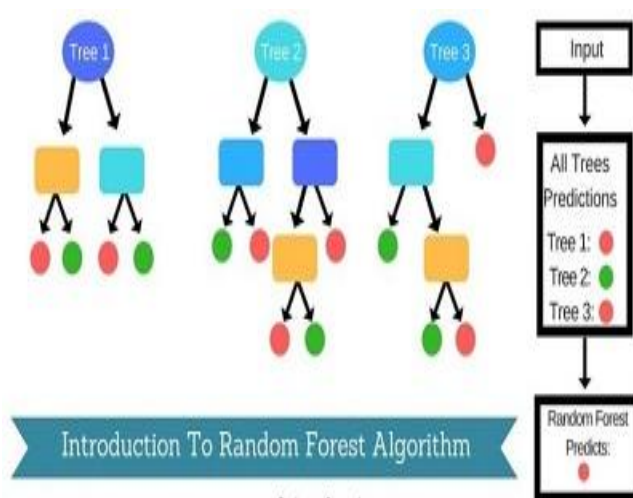 Tree 1
Tree 2
Tree 3
Input
All Trees
Predictions
Tree 1:
Tree 2:
Tree 3:
Random Forest
Predicts:
Introduction To Random Forest Algorithm